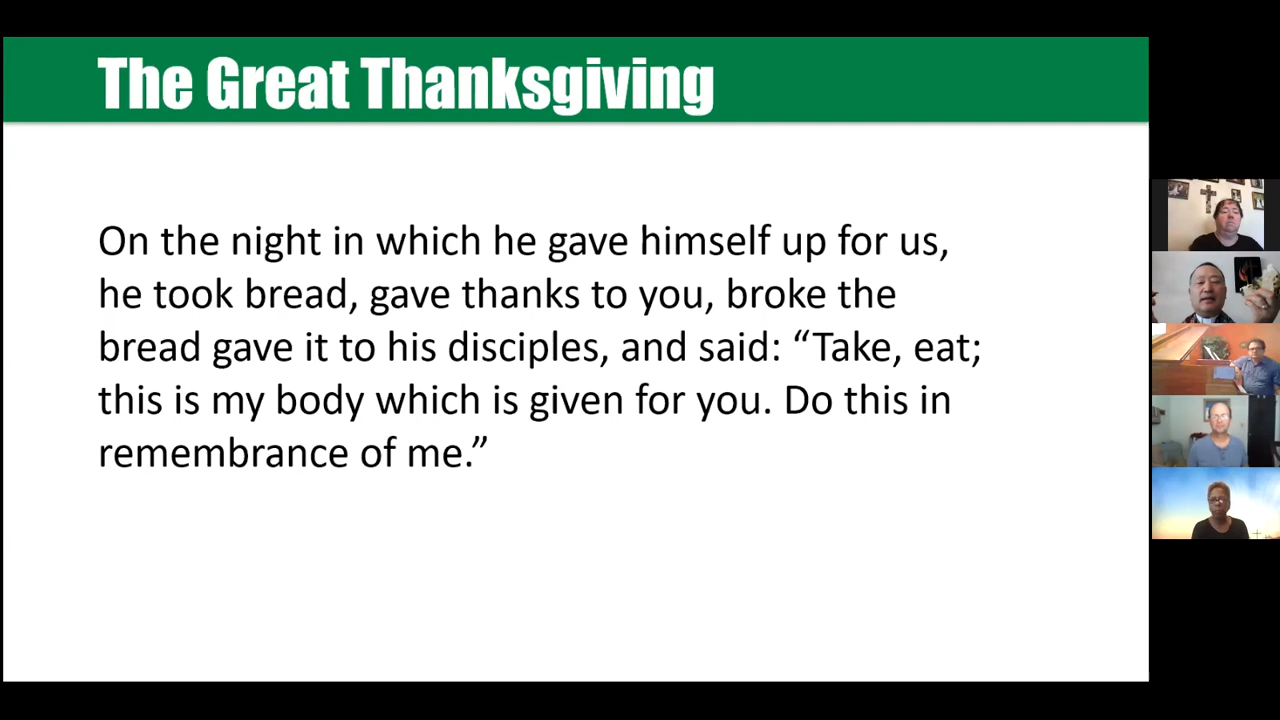 The Great Thanksgiving
On the night in which he gave himself up for us,
he took bread, gave thanks to you, broke the
bread gave it to his disciples, and said: “Take, eat;
this is my body which is given for you. Do this in
remembrance of me.”